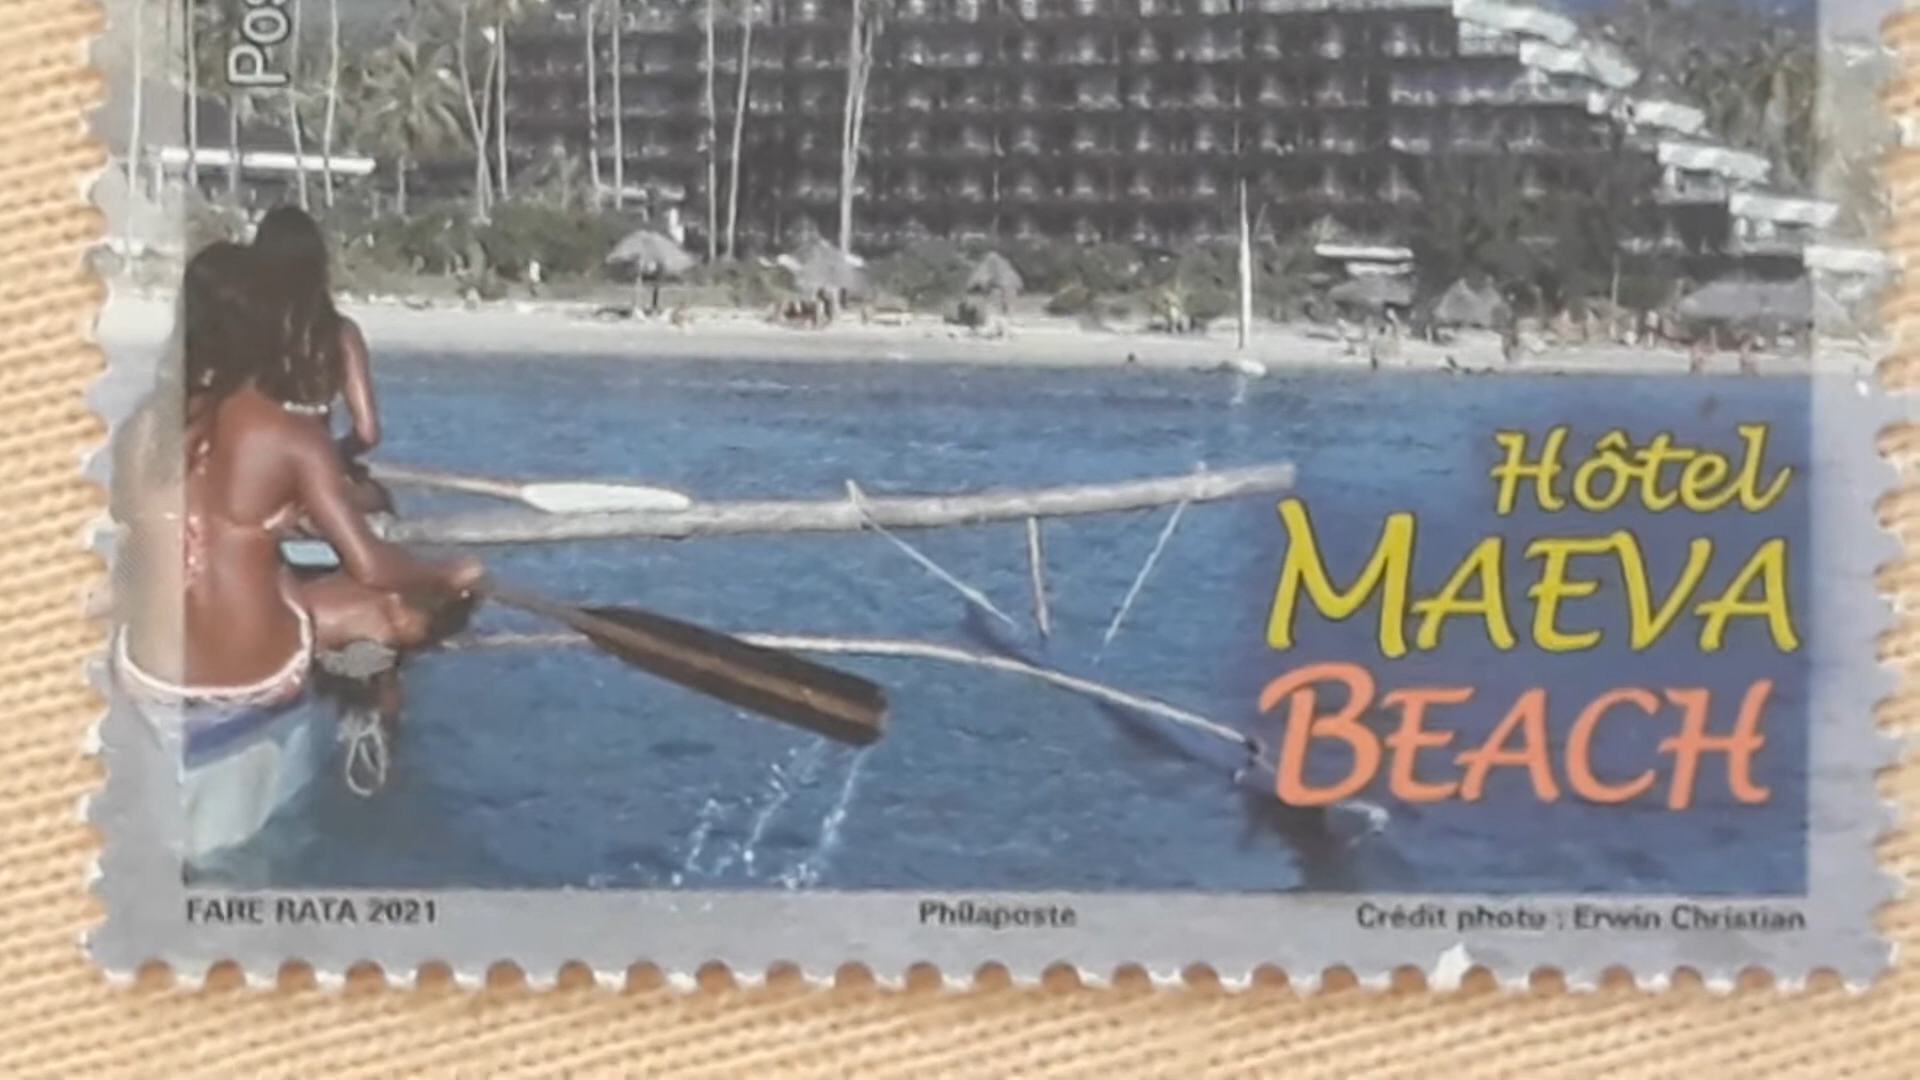 Hôtel
MAEVA
BEACH
FARE RATA 2021
Philaposte
Crédit photo : Erwin Christian